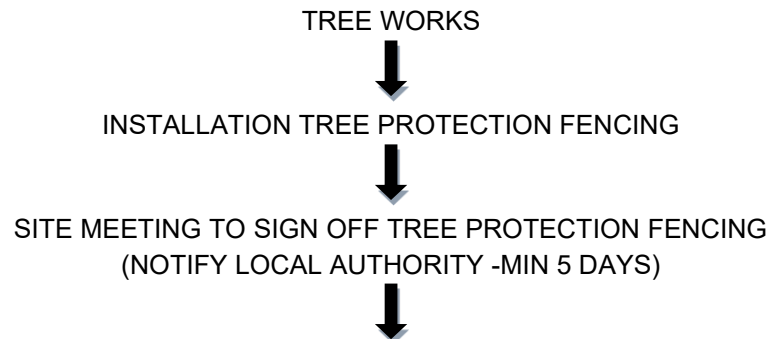 TREE WORKS
INSTALLATION TREE PROTECTION FENCING
SITE MEETING TO SIGN OFF TREE PROTECTION FENCING
(NOTIFY LOCAL AUTHORITY -MIN 5 DAYS)